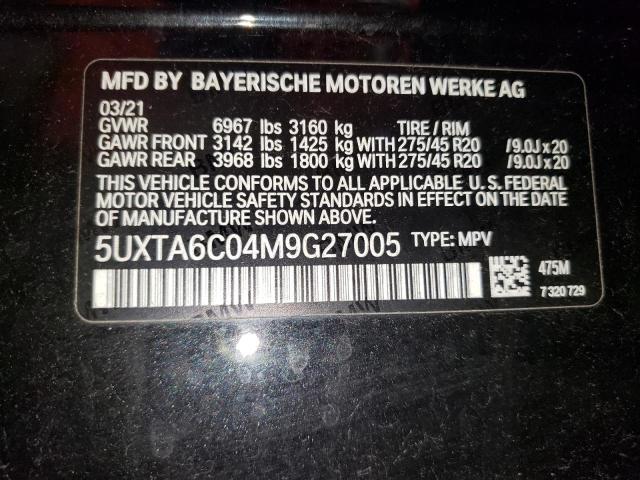 MFD BY BAYERISCHE MOTOREN WERKE AG
03/21
GVWR 6967 lbs 3160 kg TIRE / RIM
GAWR FRONT 3142 lbs 1425 kg WITH 275/45 R20 /9.0J x 20
GAWR REAR 3968 lbs 1800 kg WITH 275/45 R20 /9.0J x 20
THIS VEHICLE CONFORMS TO ALL APPLICABLE U.S. FEDERAL
MOTOR VEHICLE SAFETY STANDARDS IN EFFECT ON THE DATE
OF MANUFACTURE SHOWN ABOVE.
5UXTA6C04M9G27005 TYPE: MPV
475M
7 320 729